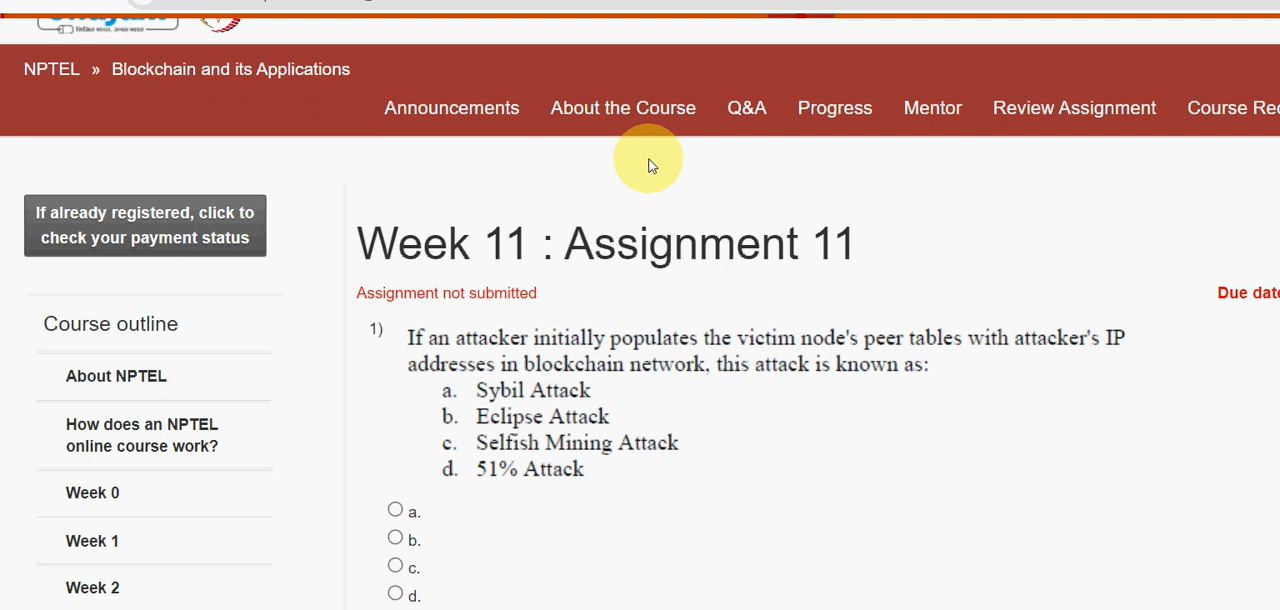 NPTEL » Blockchain and its Applications
Announcements About the Course Q&A Progress Mentor Review Assignment Course
If already registered, click to
check your payment status
Week 11 : Assignment 11
Assignment not submitted Due
Course outline
1) If an attacker initially populates the victim node's peer tables with attacker's IP
addresses in blockchain network, this attack is known as:
a. Sybil Attack
b. Eclipse Attack
c. Selfish Mining Attack
d. 51% Attack
a.
b.
c.
d.
About NPTEL
How does an NPTEL
online course work?
Week 0
Week 1
Week 2